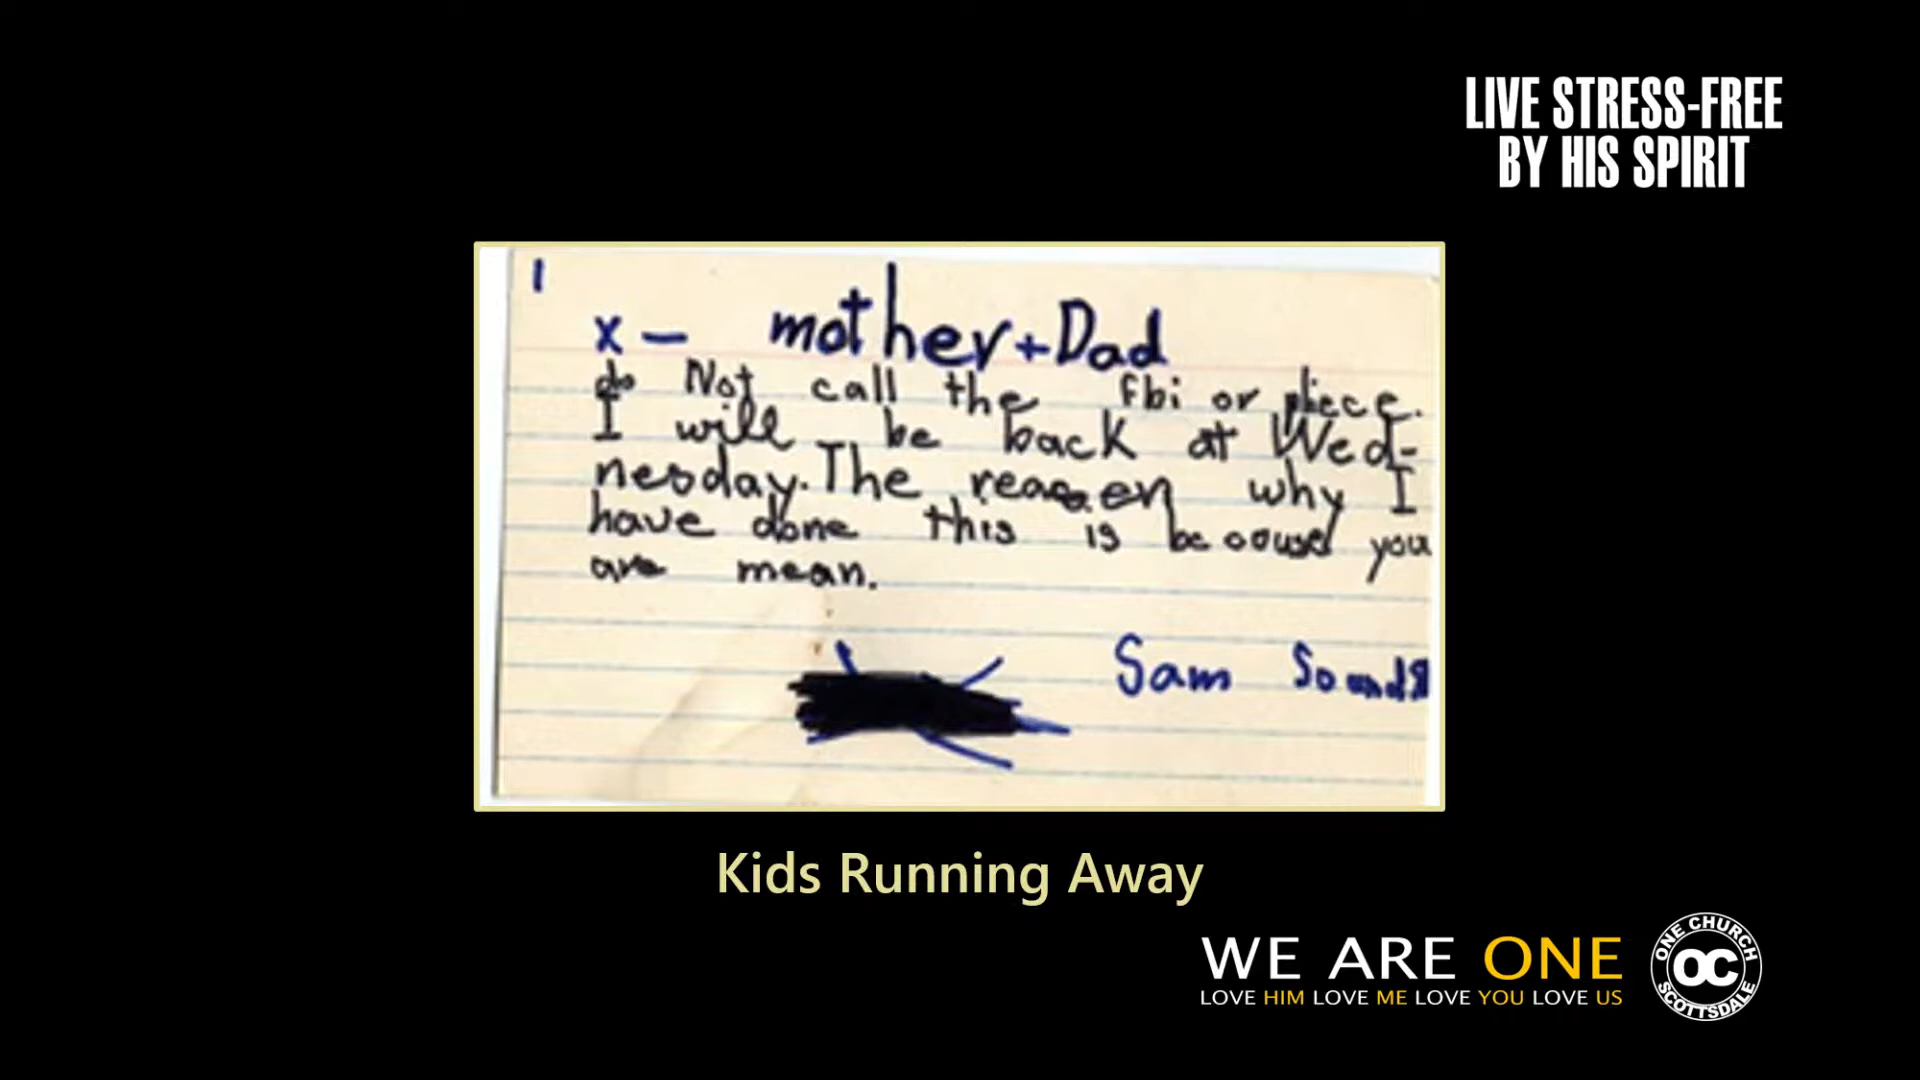 LIVE STRESS-FREE
BY HIS SPIRIT
1
x - mother + Dad
do Not call the Fbi or pliece.
I will be back at Wed-
nesday. The reasen why I
have done this is becouse you
are mean.
Sam
Kids Running Away
WE ARE ONE
LOVE HIM LOVE ME LOVE YOU LOVE US
ONE CHURCH
OC
SCOTTSDALE